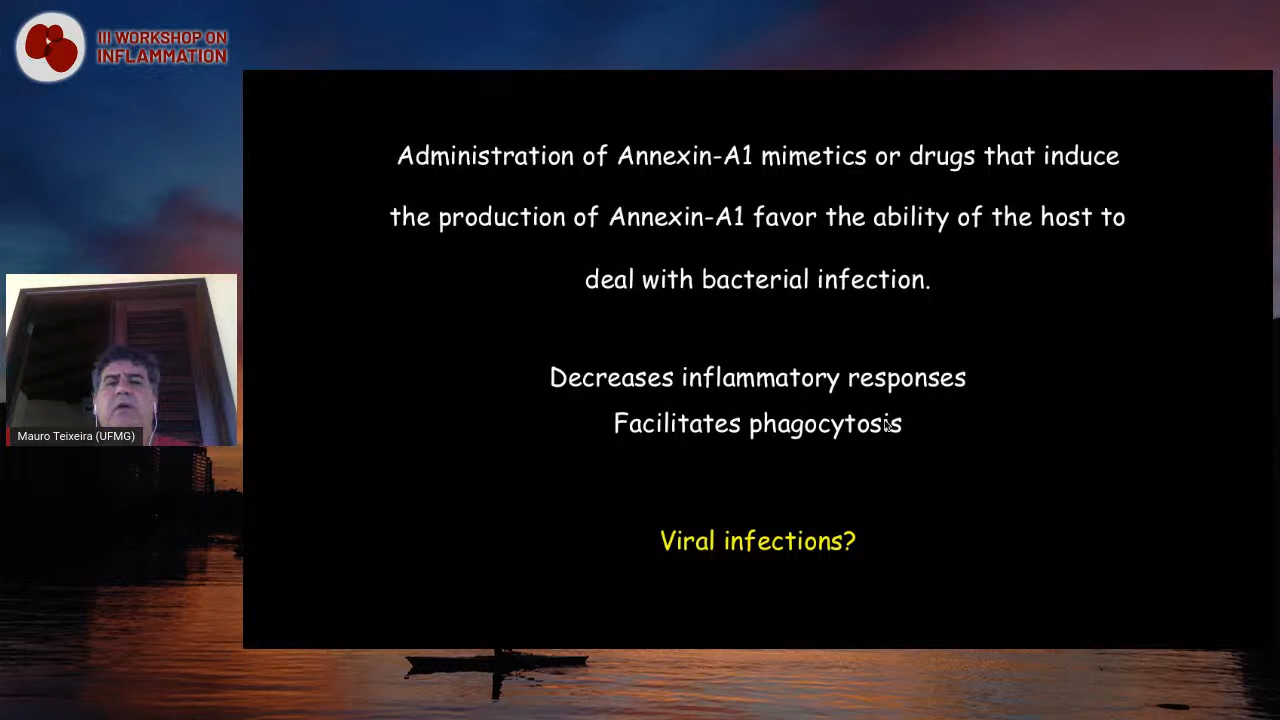 III WORKSHOP ON
INFLAMMATION
Administration of Annexin-A1 mimetics or drugs that induce
the production of Annexin-A1 favor the ability of the host to
deal with bacterial infection.
Decreases inflammatory responses
Facilitates phagocytosis
Viral infections?
Mauro Teixeira (UFMG)